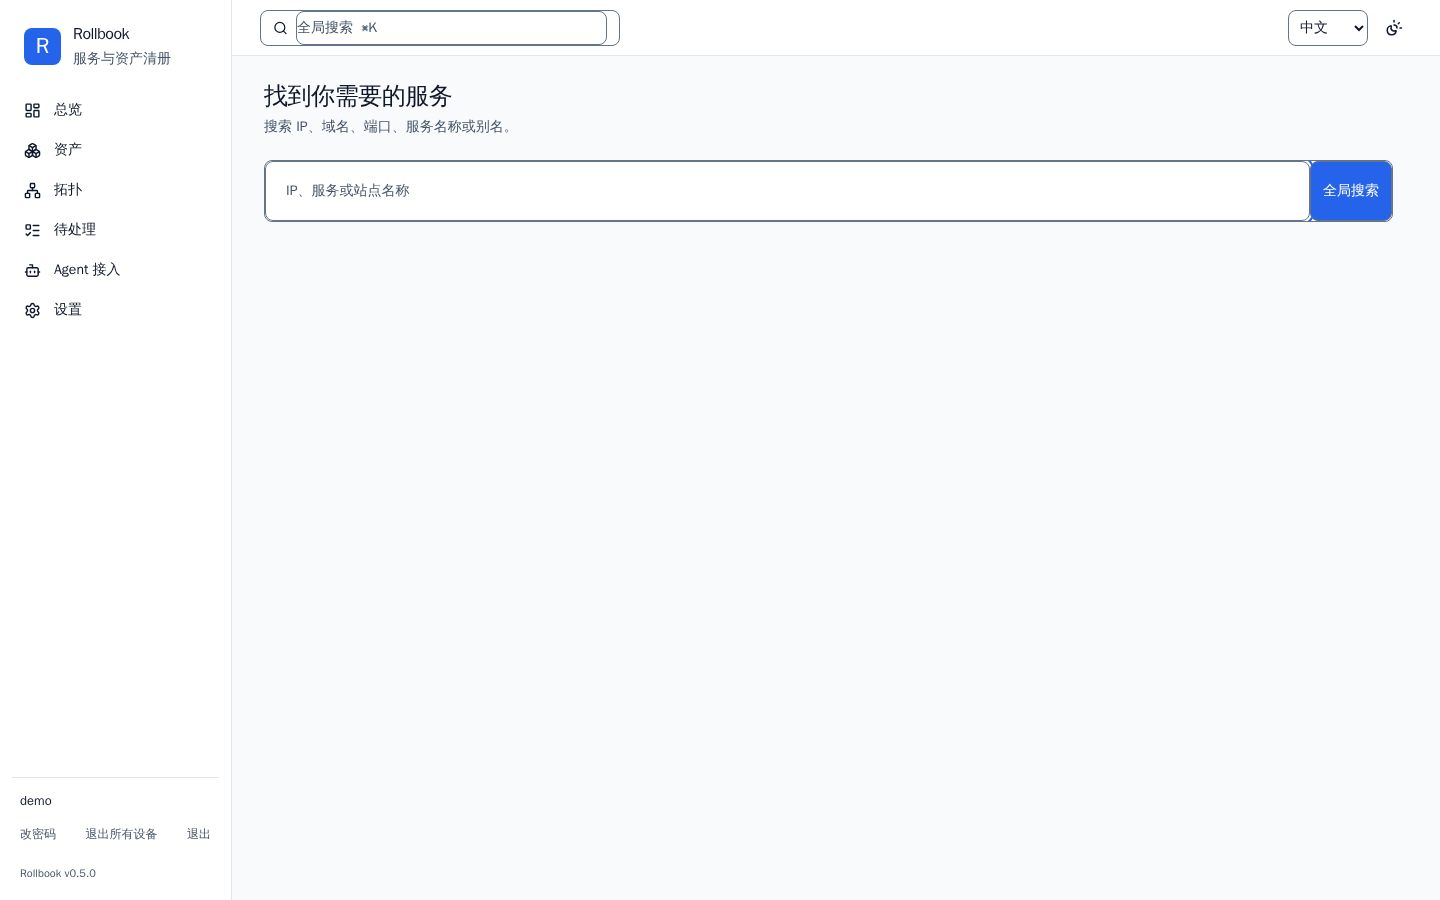 R
Rollbook
服务与资产清册
总览
资产
拓扑
待处理
Agent 接入
设置
demo
改密码 退出所有设备 退出
Rollbook v0.5.0
全局搜索 ⌘K
中文
找到你需要的服务
搜索 IP、域名、端口、服务名称或别名。
IP、服务或站点名称
全局搜索